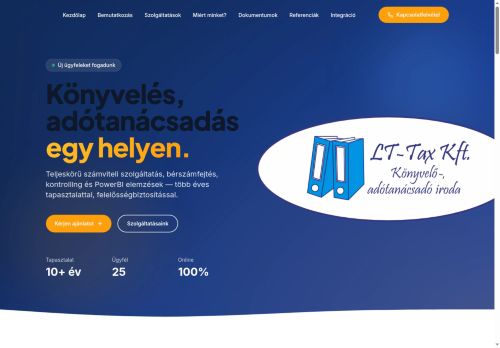 Kezdőlap Bemutatkozás Szolgáltatások Miért minket? Dokumentumok Referenciák Integráció Kapcsolatfelvétel
Új ügyfeleket fogadunk
Könyvelés,
adótanácsadás
egy helyen.
Teljeskörű számviteli szolgáltatás, bérszámfejtés,
kontrolling és PowerBI elemzések — több éves
tapasztalattal, felelősségbiztosítással.
Kérjen ajánlatot → Szolgáltatásaink
Tapasztalat Ügyfél Online
10+ év 25 100%
LT-Tax Kft.
Könyvelő-,
adótanácsadó iroda